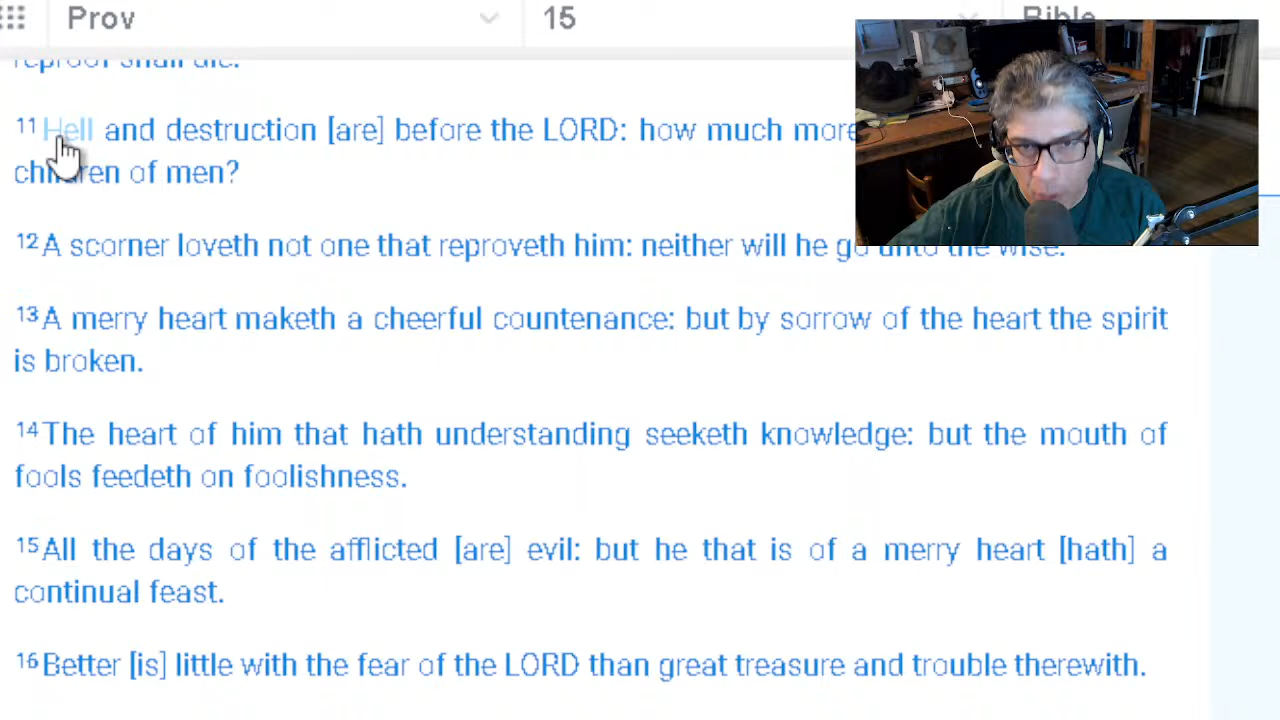 Prov 15
11 Hell and destruction [are] before the LORD: how much more
children of men?
12 A scorner loveth not one that reproveth him: neither will he go unto the wise.
13 A merry heart maketh a cheerful countenance: but by sorrow of the heart the spirit
is broken.
14 The heart of him that hath understanding seeketh knowledge: but the mouth of
fools feedeth on foolishness.
15 All the days of the afflicted [are] evil: but he that is of a merry heart [hath] a
continual feast.
16 Better [is] little with the fear of the LORD than great treasure and trouble therewith.